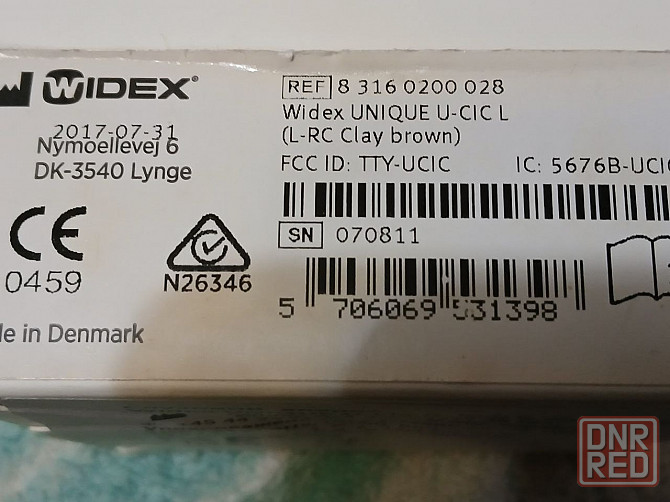 WIDEX®
2017-07-31
Nymoellevej 6
DK-3540 Lynge
CE
0459
N26346
de in Denmark
REF 8 316 0200 028
Widex UNIQUE U-CIC L
(L-RC Clay brown)
FCC ID: TTY-UCIC IC: 5676B-UCIC
SN 070811
5 706069 531398
DNR
RED